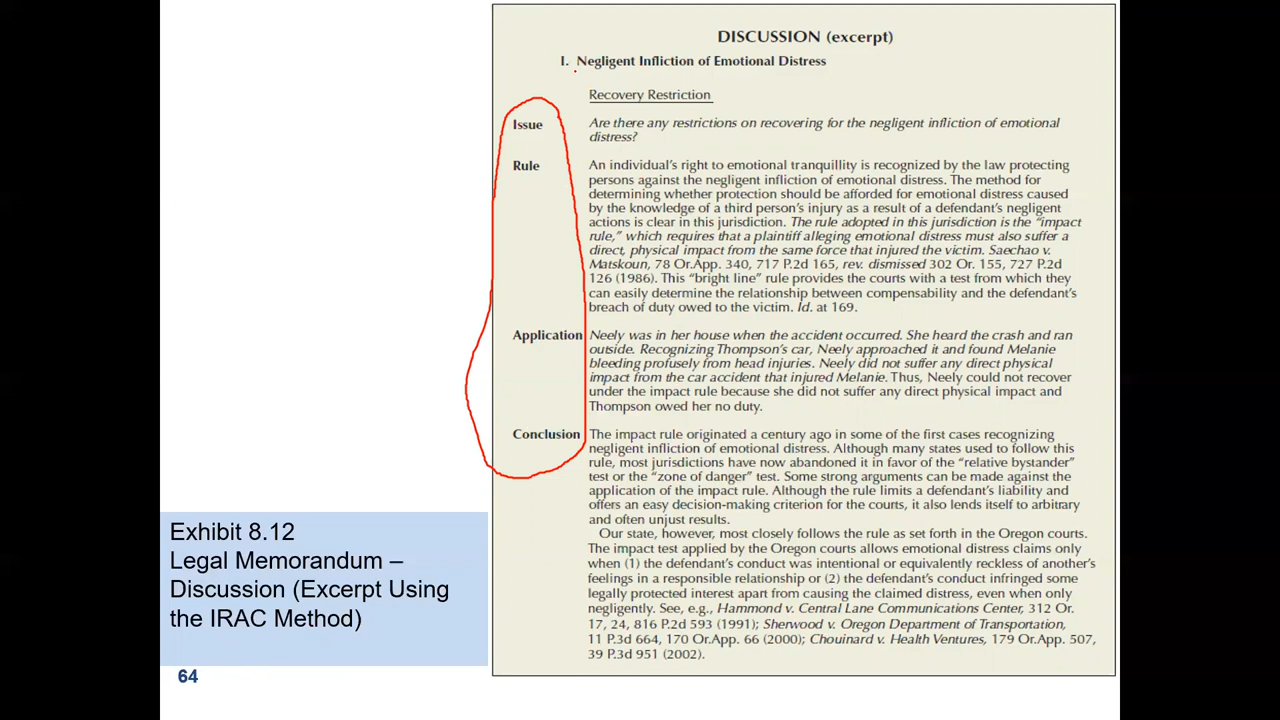 DISCUSSION (excerpt)
I. Negligent Infliction of Emotional Distress
Recovery Restriction
Issue
Are there any restrictions on recovering for the negligent infliction of emotional
distress?
Rule
An individual's right to emotional tranquillity is recognized by the law protecting
persons against the negligent infliction of emotional distress. The method for
determining whether protection should be afforded for emotional distress caused
by the knowledge of a third person's injury as a result of a defendant's negligent
actions is clear in this jurisdiction. The rule adopted in this jurisdiction is the "impact
rule," which requires that a plaintiff alleging emotional distress must also suffer a
direct, physical impact from the same force that injured the victim. Saechao v.
Matskoun, 78 Or.App. 340, 717 P.2d 165, rev. dismissed 302 Or. 155, 727 P.2d
126 (1986). This "bright line" rule provides the courts with a test from which they
can easily determine the relationship between compensability and the defendant's
breach of duty owed to the victim. Id. at 169.
Application
Neely was in her house when the accident occurred. She heard the crash and ran
outside. Recognizing Thompson's car, Neely approached it and found Melanie
bleeding profusely from head injuries. Neely did not suffer any direct physical
impact from the car accident that injured Melanie. Thus, Neely could not recover
under the impact rule because she did not suffer any direct physical impact and
Thompson owed her no duty.
Conclusion
The impact rule originated a century ago in some of the first cases recognizing
negligent infliction of emotional distress. Although many states used to follow this
rule, most jurisdictions have now abandoned it in favor of the "relative bystander"
test or the "zone of danger" test. Some strong arguments can be made against the
application of the impact rule. Although the rule limits a defendant's liability and
offers an easy decision-making criterion for the courts, it also lends itself to arbitrary
and often unjust results.
Our state, however, most closely follows the rule as set forth in the Oregon courts.
The impact test applied by the Oregon courts allows emotional distress claims only
when (1) the defendant's conduct was intentional or equivalently reckless of another's
feelings in a responsible relationship or (2) the defendant's conduct infringed some
legally protected interest apart from causing the claimed distress, even when only
negligently. See, e.g., Hammond v. Central Lane Communications Center, 312 Or.
17, 24, 816 P.2d 593 (1991); Sherwood v. Oregon Department of Transportation,
11 P.3d 664, 170 Or.App. 66 (2000); Chouinard v. Health Ventures, 179 Or.App. 507,
39 P.3d 951 (2002).
Exhibit 8.12
Legal Memorandum –
Discussion (Excerpt Using
the IRAC Method)
64